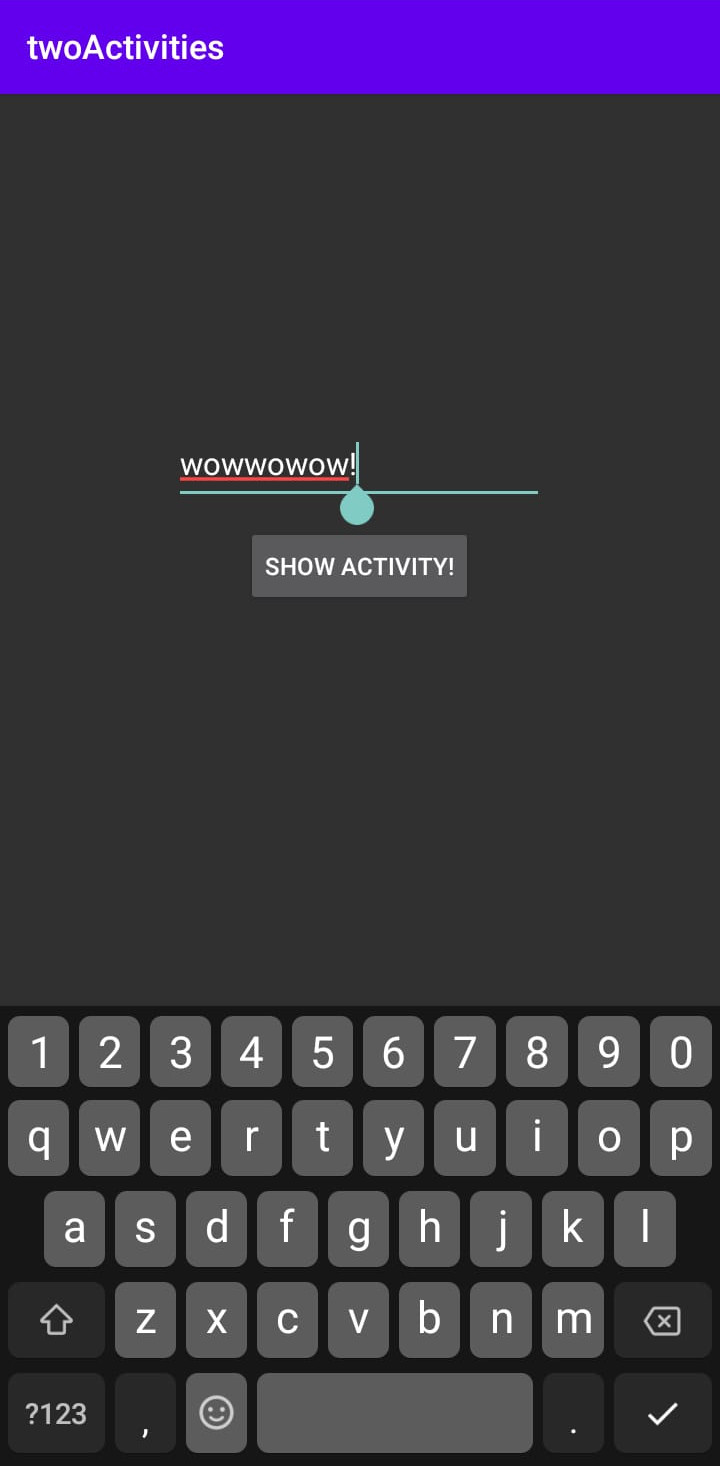 twoActivities
wowwowow!
SHOW ACTIVITY!
1 2 3 4 5 6 7 8 9 0
q w e r t y u i o p
a s d f g h j k l
z x c v b n m
?123 , .